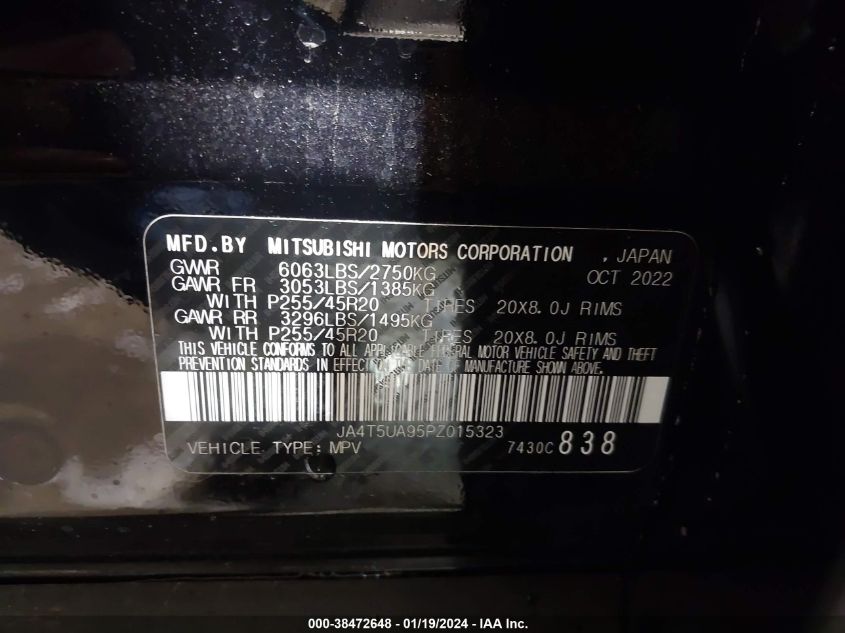 MFD.BY MITSUBISHI MOTORS CORPORATION , JAPAN
GVWR 6063LBS/2750KG OCT 2022
GAWR FR 3053LBS/1385KG
WITH P255/45R20 TIRES 20X8.0J RIMS
GAWR RR 3296LBS/1495KG
WITH P255/45R20 TIRES 20X8.0J RIMS
THIS VEHICLE CONFORMS TO ALL APPLICABLE FEDERAL MOTOR VEHICLE SAFETY AND THEFT
PREVENTION STANDARDS IN EFFECT ON THE DATE OF MANUFACTURE SHOWN ABOVE.
JA4T5UA95PZ015323
VEHICLE TYPE:MPV 7430C 838
000-38472648 - 01/19/2024 - IAA Inc.